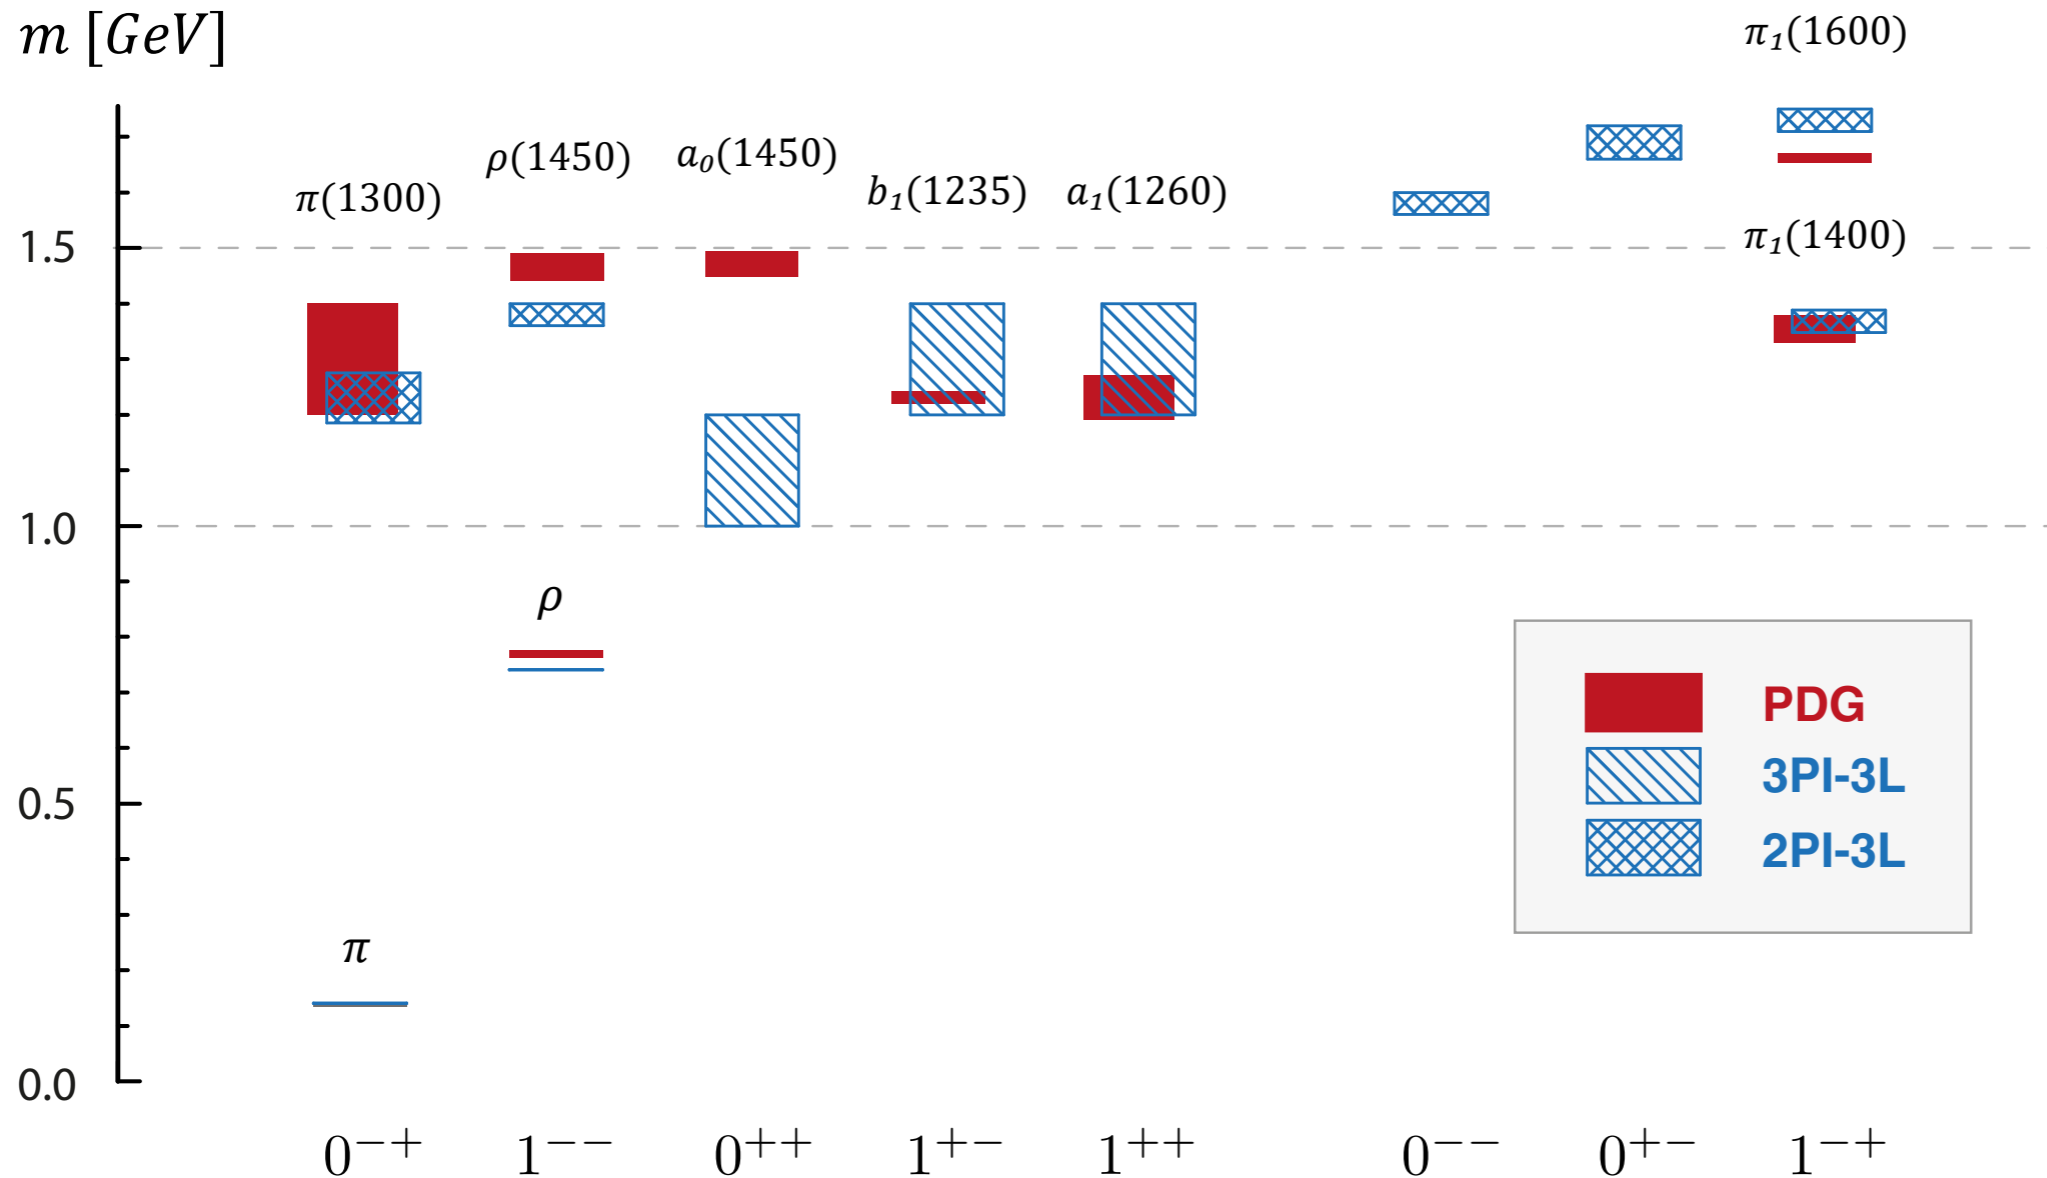 m [GeV]
π₁(1600)
ρ(1450)
a₀(1450)
π(1300)
b₁(1235)
a₁(1260)
1.5
π₁(1400)
1.0
ρ
PDG
3PI-3L
0.5
2PI-3L
π
0.0
0⁻⁺ 1⁻⁻ 0⁺⁺ 1⁺⁻ 1⁺⁺ 0⁻⁻ 0⁺⁻ 1⁻⁺